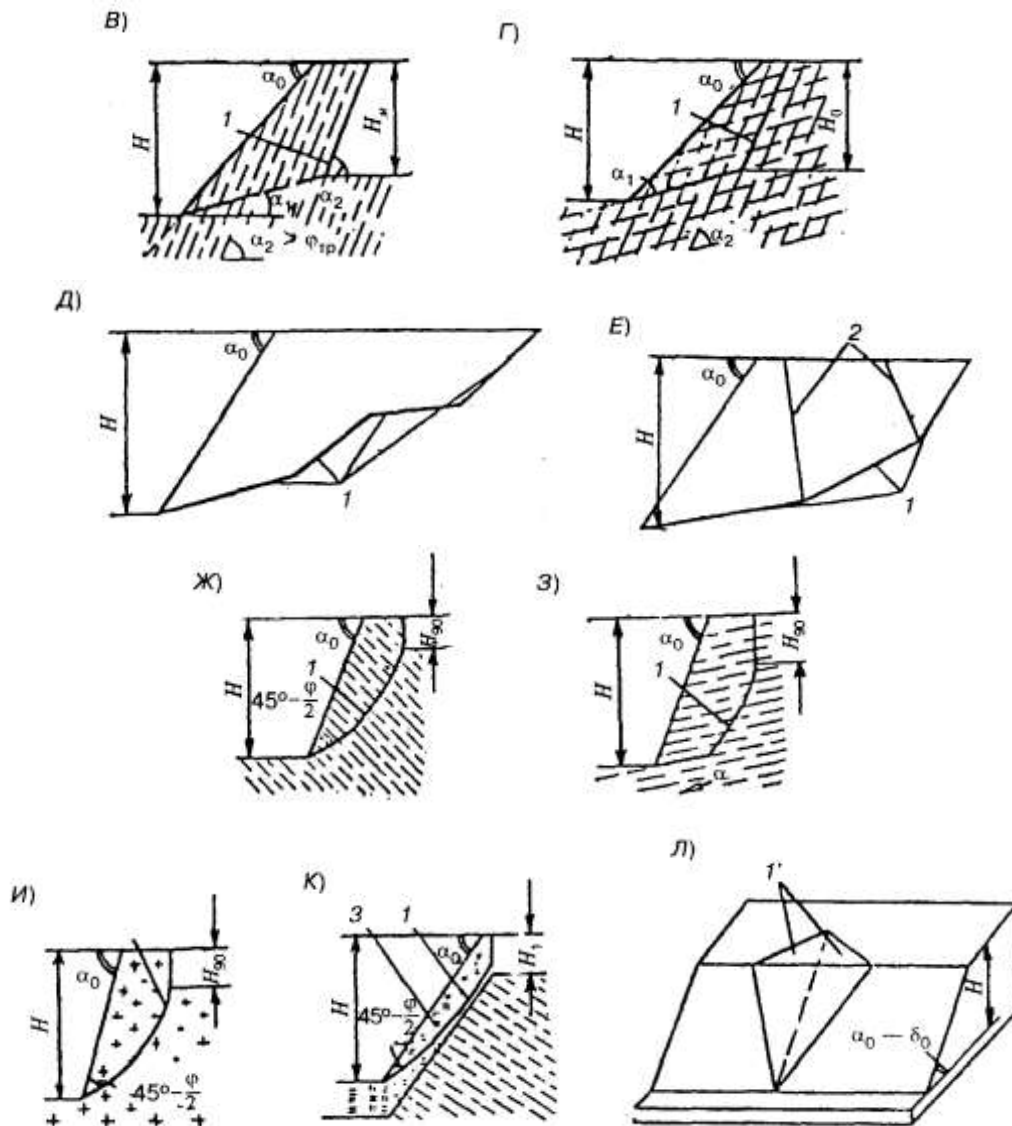 В)
Г)
α₀
H
Hн
1
α₁
α₂
α₂ > φтр
α₀
H
H₀
1
α₁
α₂
Д)
Е)
α₀
H
1
2
α₀
H
1
Ж)
З)
α₀
H
H₉₀
1
45° – φ/2
α₀
H
H₉₀
1
α
И)
К)
Л)
α₀
H
H₉₀
45° – φ/2
3
1
α₀
H
H₁
45° – φ/2
1'
H
α₀ — δ₀